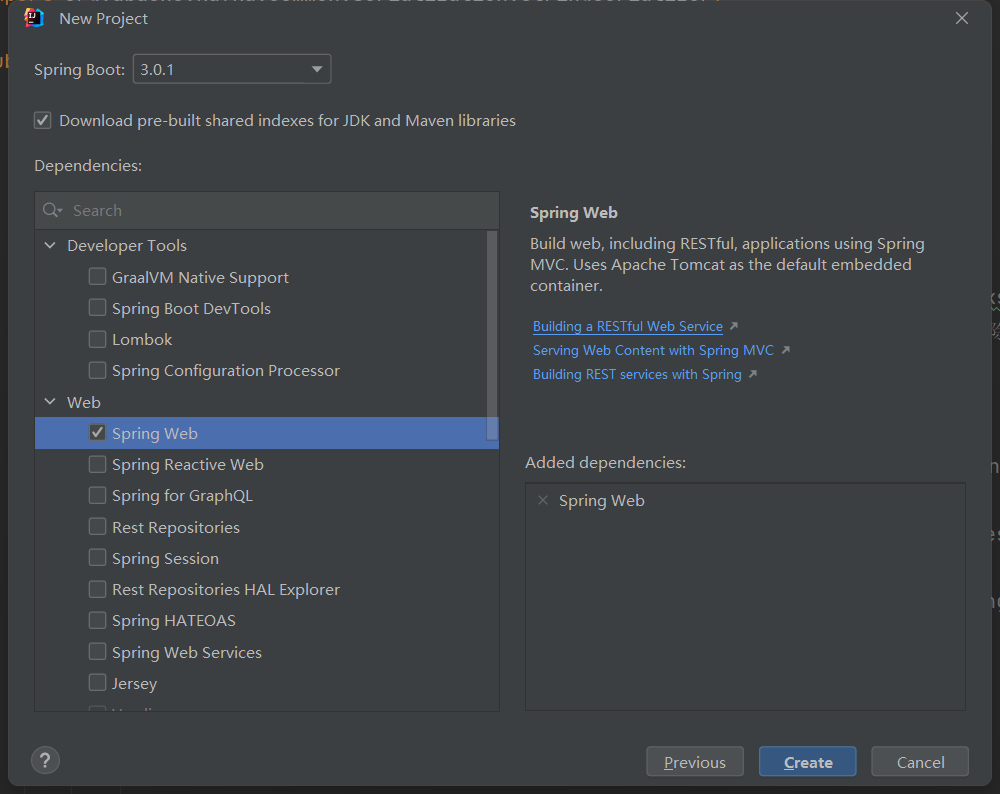 New Project
Spring Boot:
3.0.1
Download pre-built shared indexes for JDK and Maven libraries
Dependencies:
Search
Developer Tools
GraalVM Native Support
Spring Boot DevTools
Lombok
Spring Configuration Processor
Web
Spring Web
Spring Reactive Web
Spring for GraphQL
Rest Repositories
Spring Session
Rest Repositories HAL Explorer
Spring HATEOAS
Spring Web Services
Jersey
Spring Web
Build web, including RESTful, applications using Spring
MVC. Uses Apache Tomcat as the default embedded
container.
Building a RESTful Web Service
Serving Web Content with Spring MVC
Building REST services with Spring
Added dependencies:
Spring Web
?
Previous
Create
Cancel